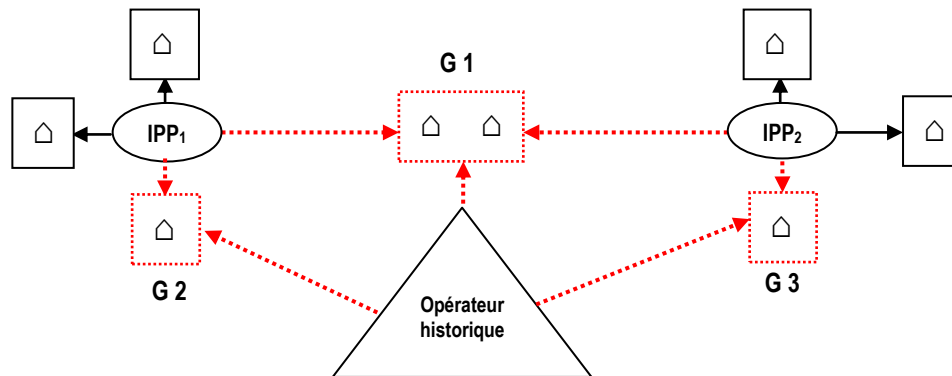 G 1
IPP₁
IPP₂
G 2
G 3
Opérateur
historique